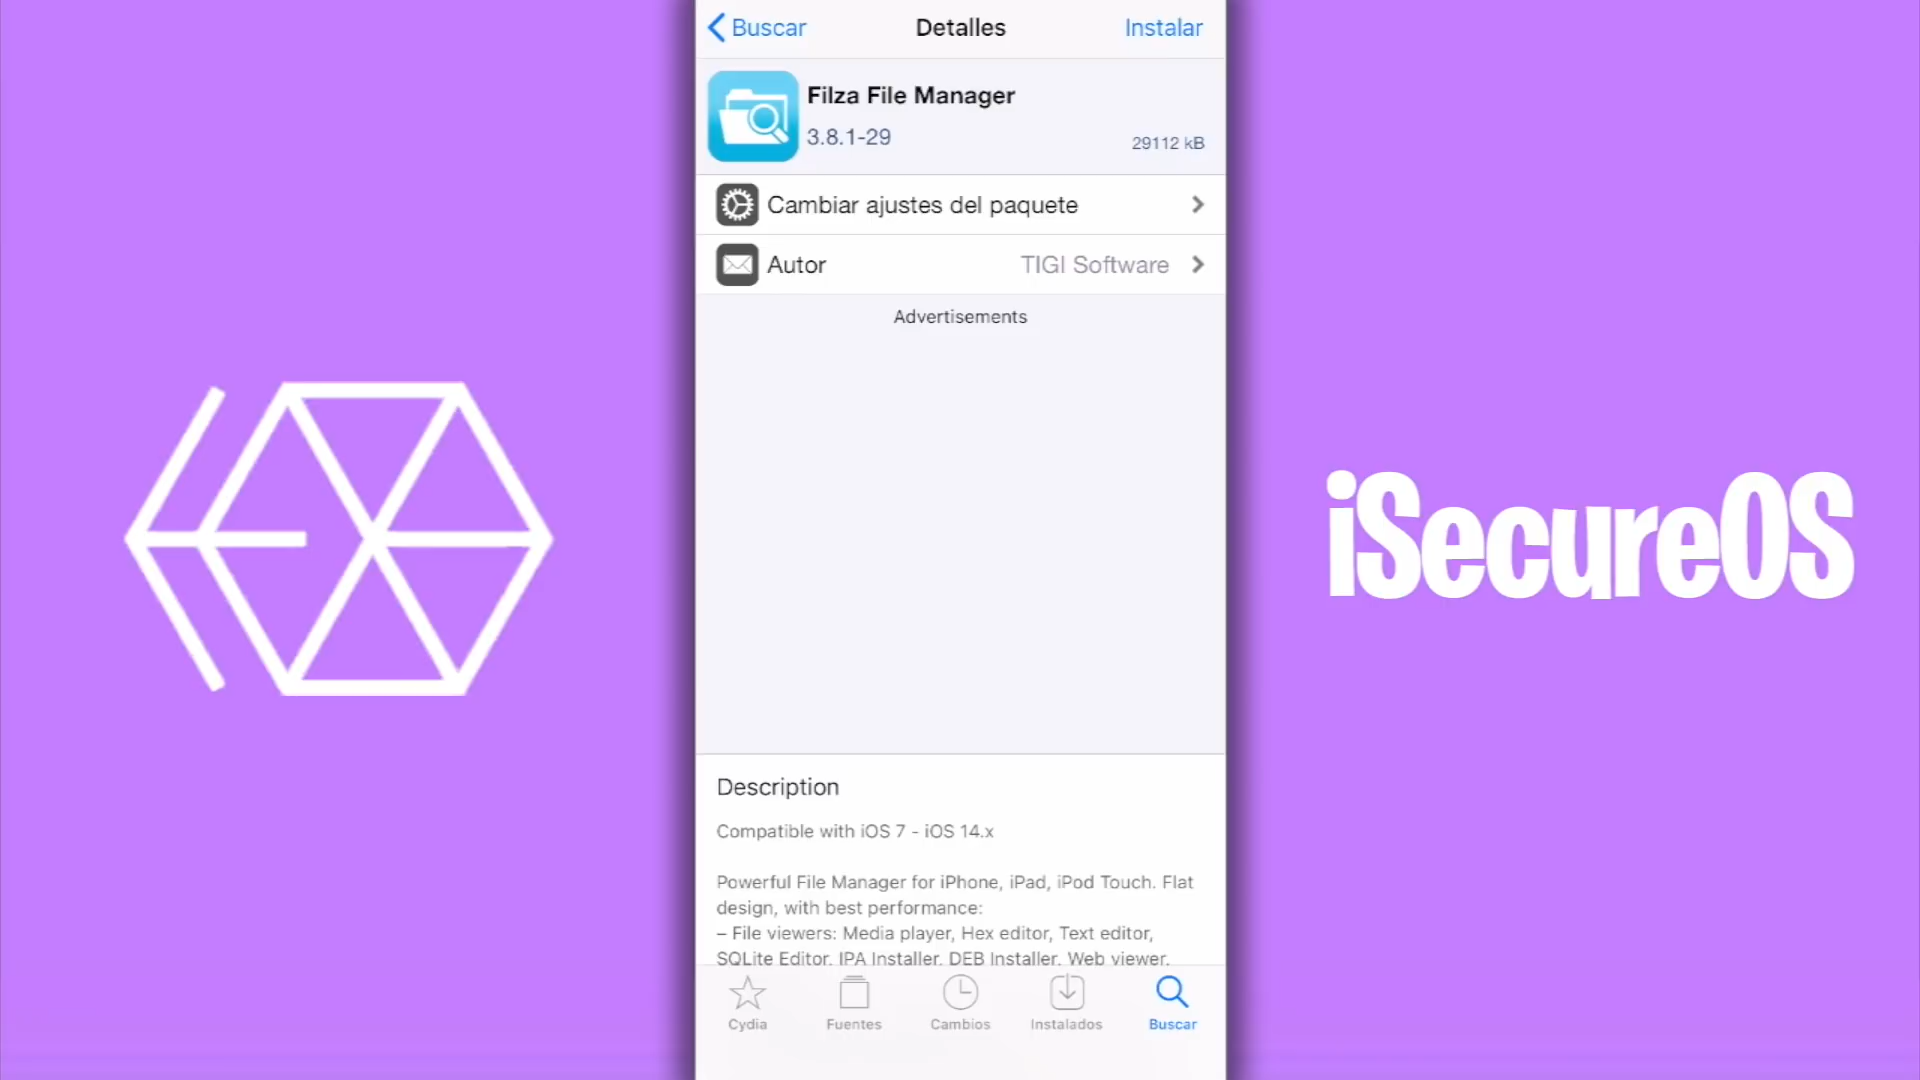 Buscar
Detalles
Instalar
Filza File Manager
3.8.1-29
29112 kB
Cambiar ajustes del paquete
Autor
TIGI Software
Advertisements
iSecureOS
Description
Compatible with iOS 7 - iOS 14.x
Powerful File Manager for iPhone, iPad, iPod Touch. Flat
design, with best performance:
– File viewers: Media player, Hex editor, Text editor,
SQLite Editor, IPA Installer, DEB Installer, Web viewer,
Cydia
Fuentes
Cambios
Instalados
Buscar